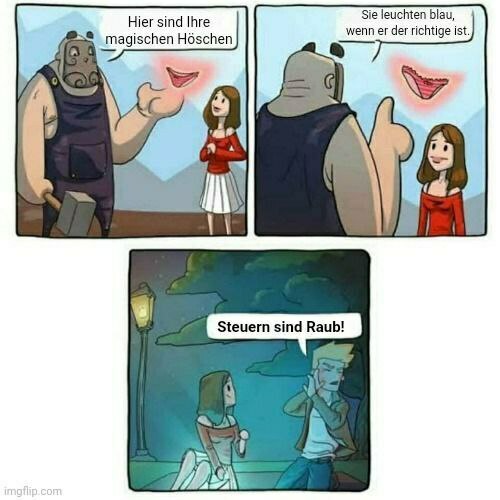 Hier sind Ihre
magischen Höschen
Sie leuchten blau,
wenn er der richtige ist.
Steuern sind Raub!
imgflip.com